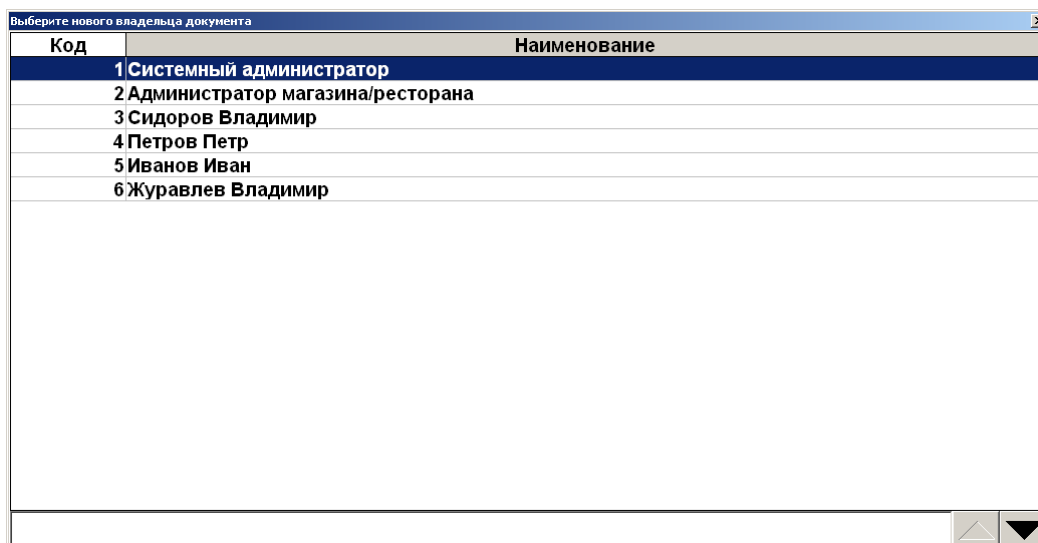 Выберите нового владельца документа
Код Наименование
1 Системный администратор
2 Администратор магазина/ресторана
3 Сидоров Владимир
4 Петров Петр
5 Иванов Иван
6 Журавлев Владимир